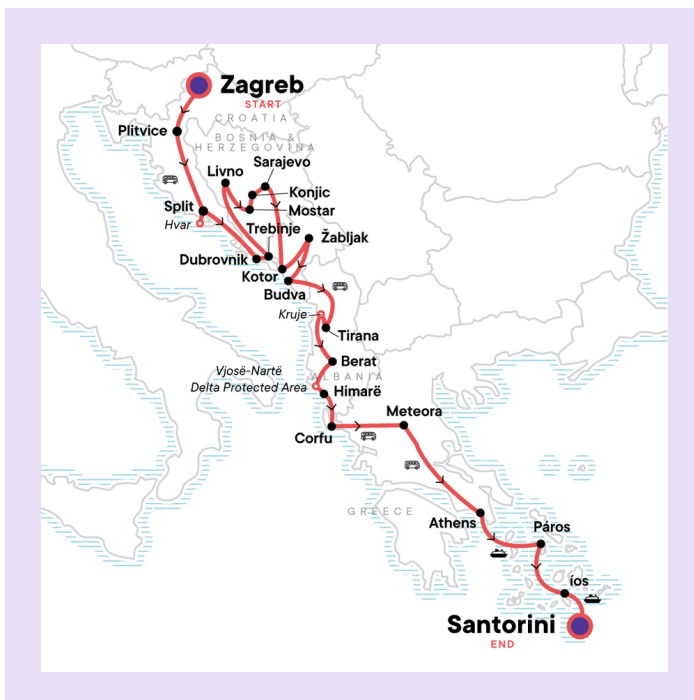 Zagreb
START
CROATIA
Plitvice
BOSNIA &
HERZEGOVINA
Sarajevo
Livno
Konjic
Split
Mostar
Hvar
Trebinje
Žabljak
Dubrovnik
Kotor
Budva
Kruje
Tirana
Berat
Vjosë-Nartë
ALBANIA
Delta Protected Area
Himarë
Meteora
Corfu
GREECE
Athens
Páros
íos
Santorini
END